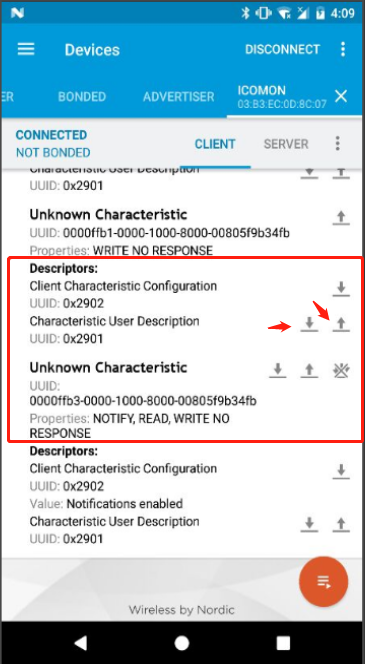 4:09
Devices
DISCONNECT
ER BONDED ADVERTISER ICOMON
03:B3:EC:0D:8C:07
CONNECTED
NOT BONDED
CLIENT SERVER
Characteristic User Description
UUID: 0x2901
Unknown Characteristic
UUID: 0000ffb1-0000-1000-8000-00805f9b34fb
Properties: WRITE NO RESPONSE
Descriptors:
Client Characteristic Configuration
UUID: 0x2902
Characteristic User Description
UUID: 0x2901
Unknown Characteristic
UUID:
0000ffb3-0000-1000-8000-00805f9b34fb
Properties: NOTIFY, READ, WRITE NO
RESPONSE
Descriptors:
Client Characteristic Configuration
UUID: 0x2902
Value: Notifications enabled
Characteristic User Description
UUID: 0x2901
Wireless by Nordic